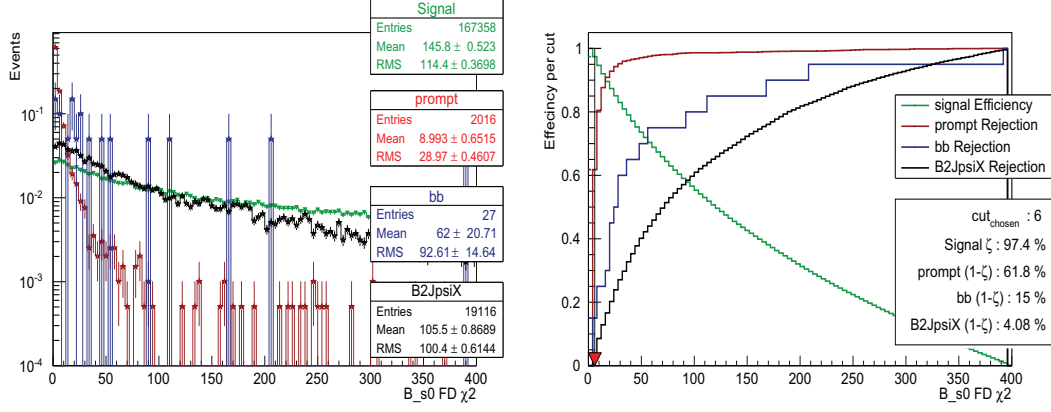 Signal
Entries 167358
Mean 145.8 ± 0.523
RMS 114.4 ± 0.3698
prompt
Entries 2016
Mean 8.993 ± 0.6515
RMS 28.97 ± 0.4607
bb
Entries 27
Mean 62 ± 20.71
RMS 92.61 ± 14.64
B2JpsiX
Entries 19116
Mean 105.5 ± 0.8689
RMS 100.4 ± 0.6144
Events
10-1
10-2
10-3
10-4
0 50 100 150 200 250 300 350 400
B_s0 FD χ2
Effecincy per cut
1
0.8
0.6
0.4
0.2
0
0 50 100 150 200 250 300 350 400
B_s0 FD χ2
signal Efficiency
prompt Rejection
bb Rejection
B2JpsiX Rejection
cutchosen : 6
Signal ζ : 97.4 %
prompt (1-ζ) : 61.8 %
bb (1-ζ) : 15 %
B2JpsiX (1-ζ) : 4.08 %